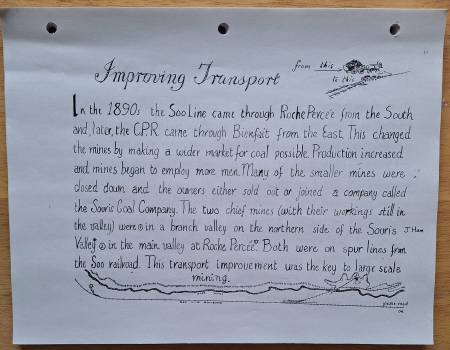 from this
to this
Improving Transport
In the 1890s the Soo Line came through Roche Percée from the South
and, later, the CPR came through Bienfait from the East. This changed
the mines by making a wider market for coal possible. Production increased
and mines began to employ more men. Many of the smaller mines were
closed down and the owners either sold out or joined a company called
the Souris Coal Company. The two chief mines (with their workings still in
the valley) were in a branch valley on the northern side of the Souris
Valley in the main valley at Roche Percée. Both were on spur lines from
the Soo railroad. This transport improvement was the key to large scale
mining.